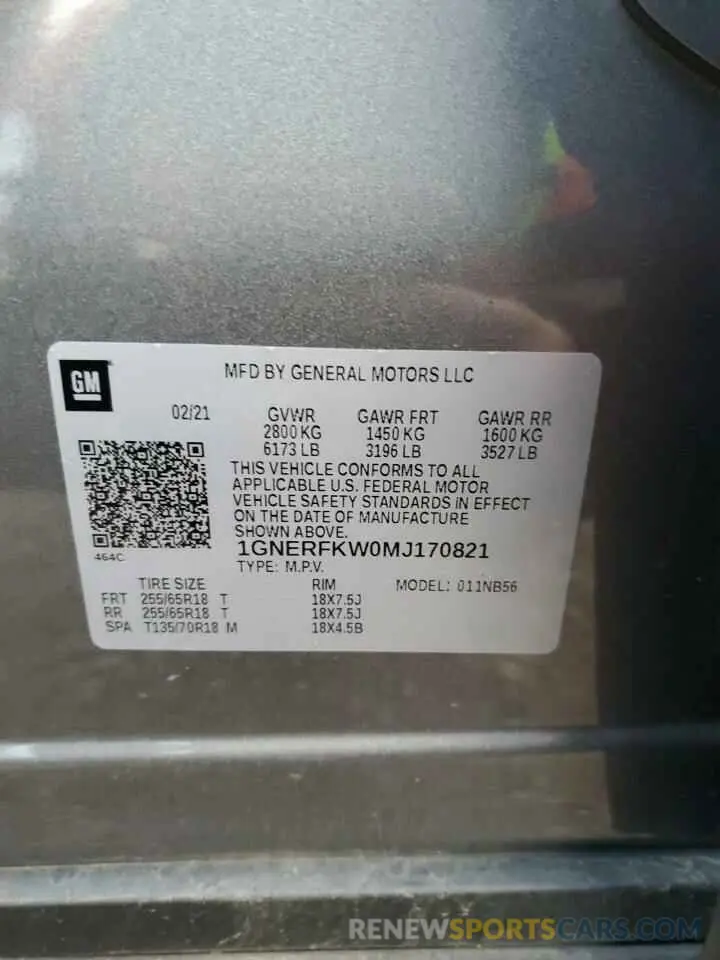 GM
MFD BY GENERAL MOTORS LLC
02/21 GVWR GAWR FRT GAWR RR
2800 KG 1450 KG 1600 KG
6173 LB 3196 LB 3527 LB
THIS VEHICLE CONFORMS TO ALL
APPLICABLE U.S. FEDERAL MOTOR
VEHICLE SAFETY STANDARDS IN EFFECT
ON THE DATE OF MANUFACTURE
SHOWN ABOVE.
464C
1GNERFKW0MJ170821
TYPE: M.P.V.
TIRE SIZE RIM MODEL: 011NB56
FRT 255/65R18 T 18X7.5J
RR 255/65R18 T 18X7.5J
SPA T135/70R18 M 18X4.5B
RENEWSPORTSCARS.COM